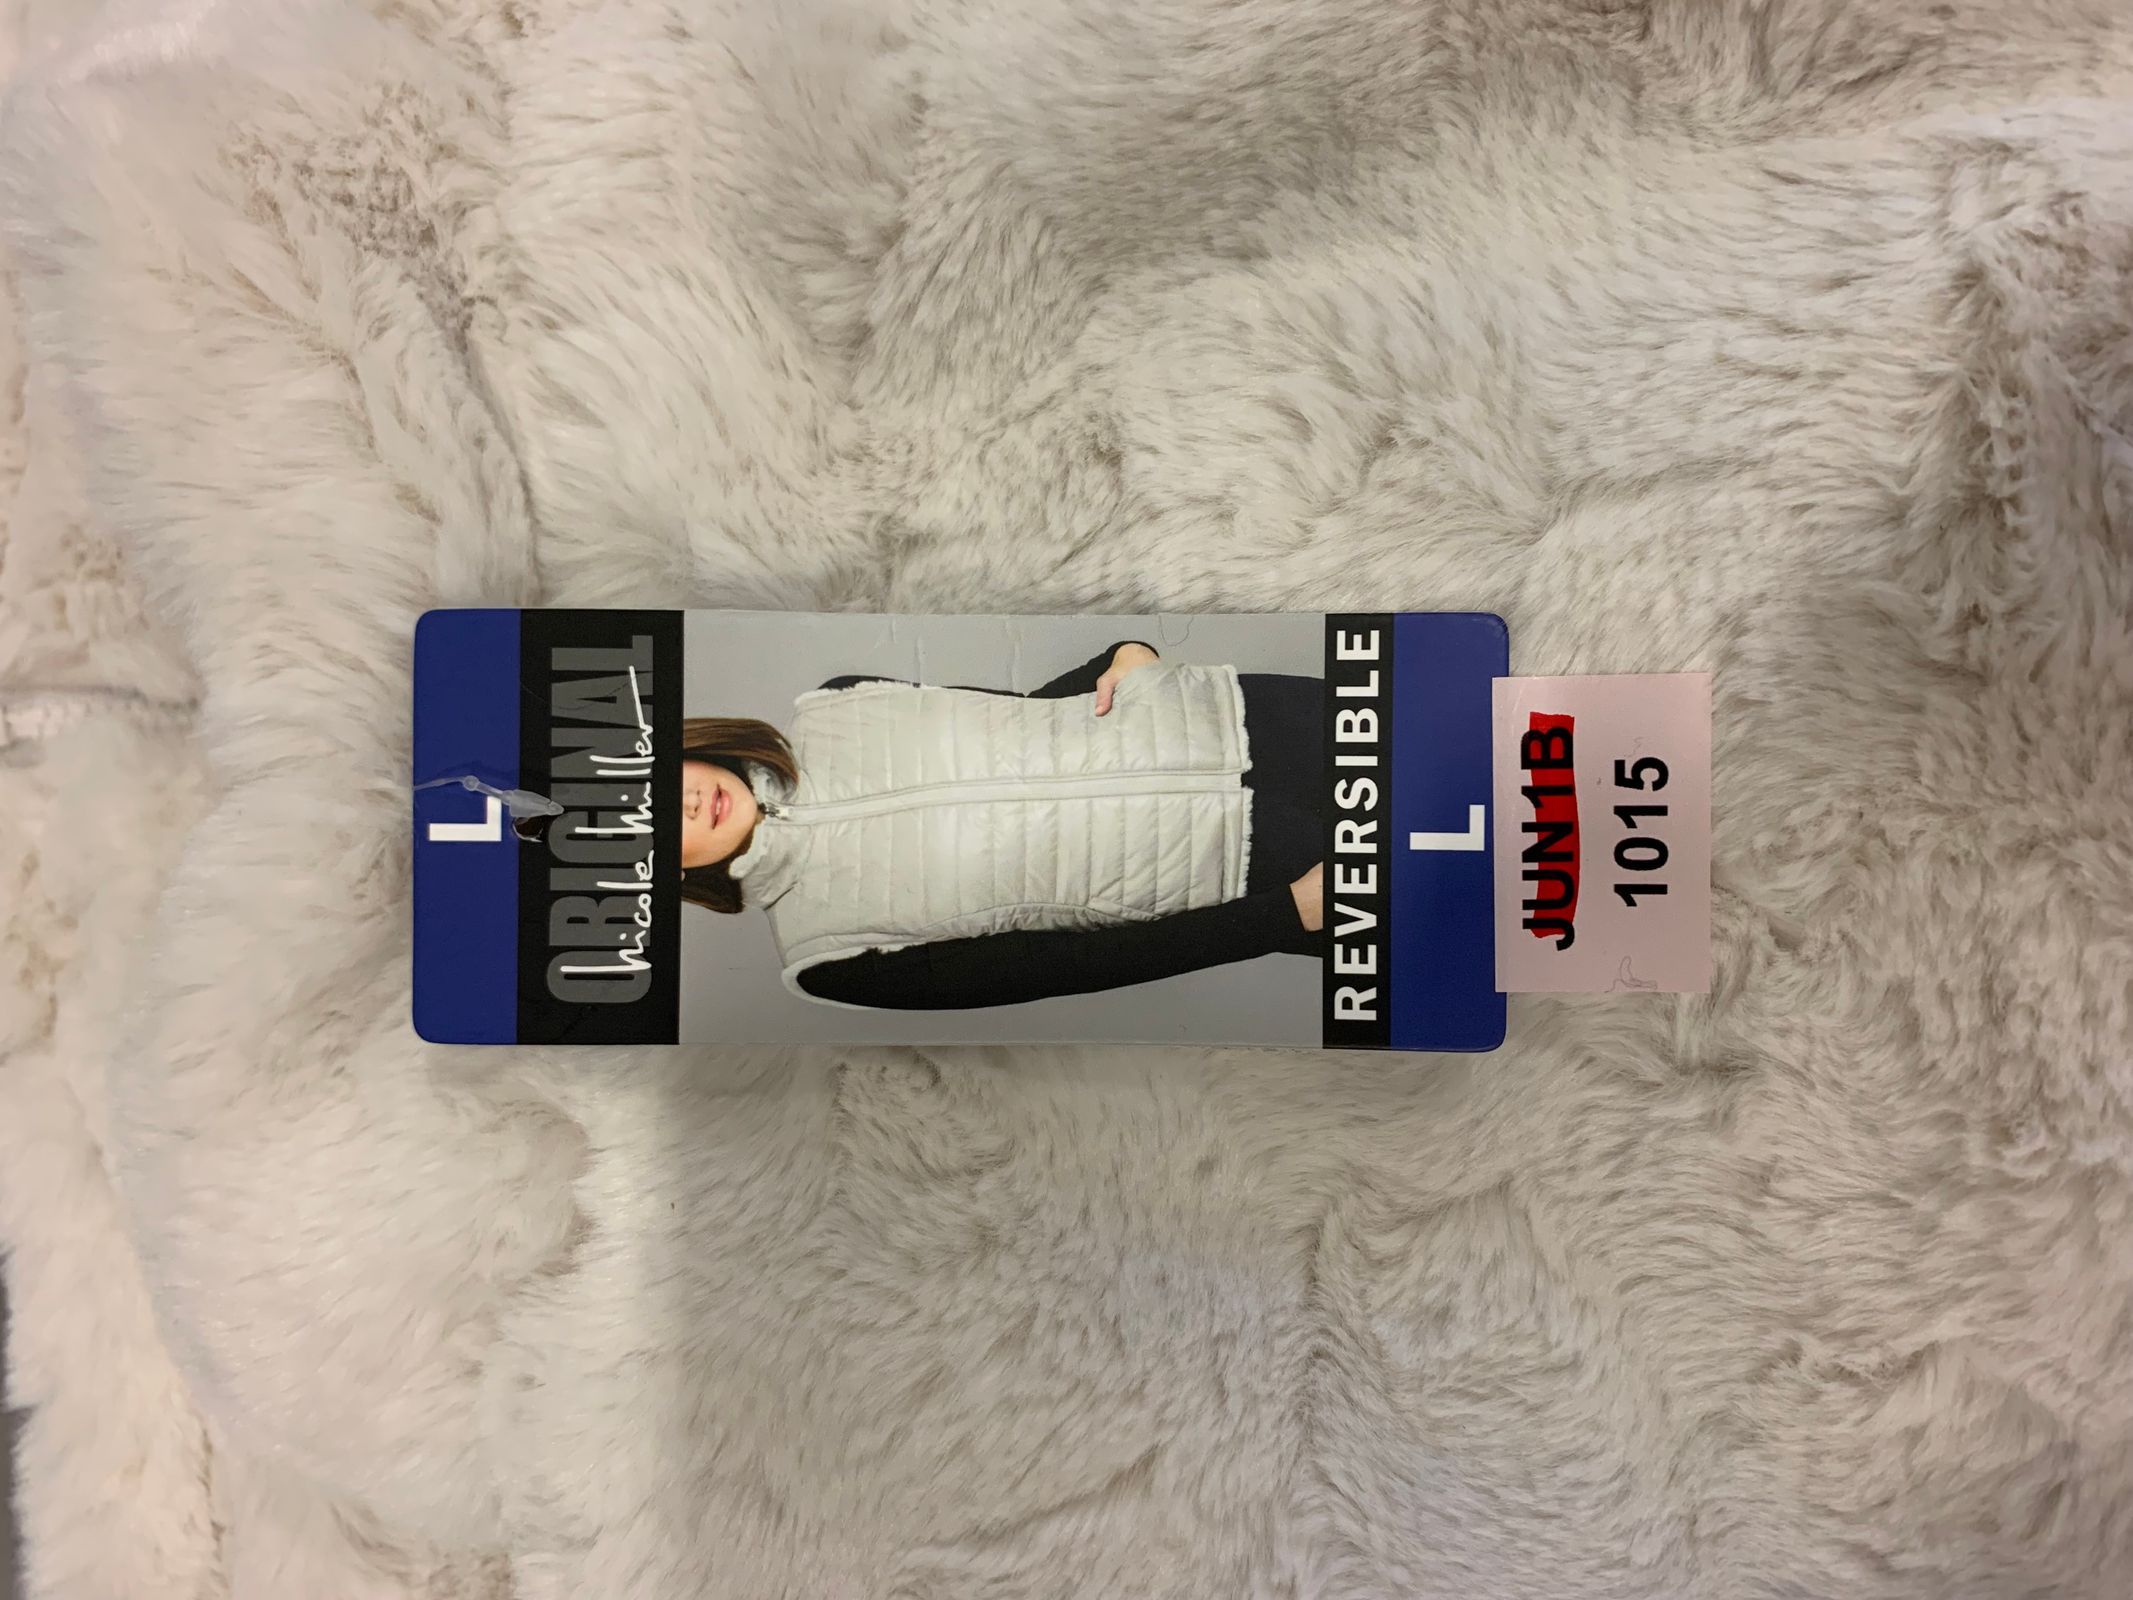 L
ORIGINAL
nicole miller
REVERSIBLE
L
JUN1B
1015